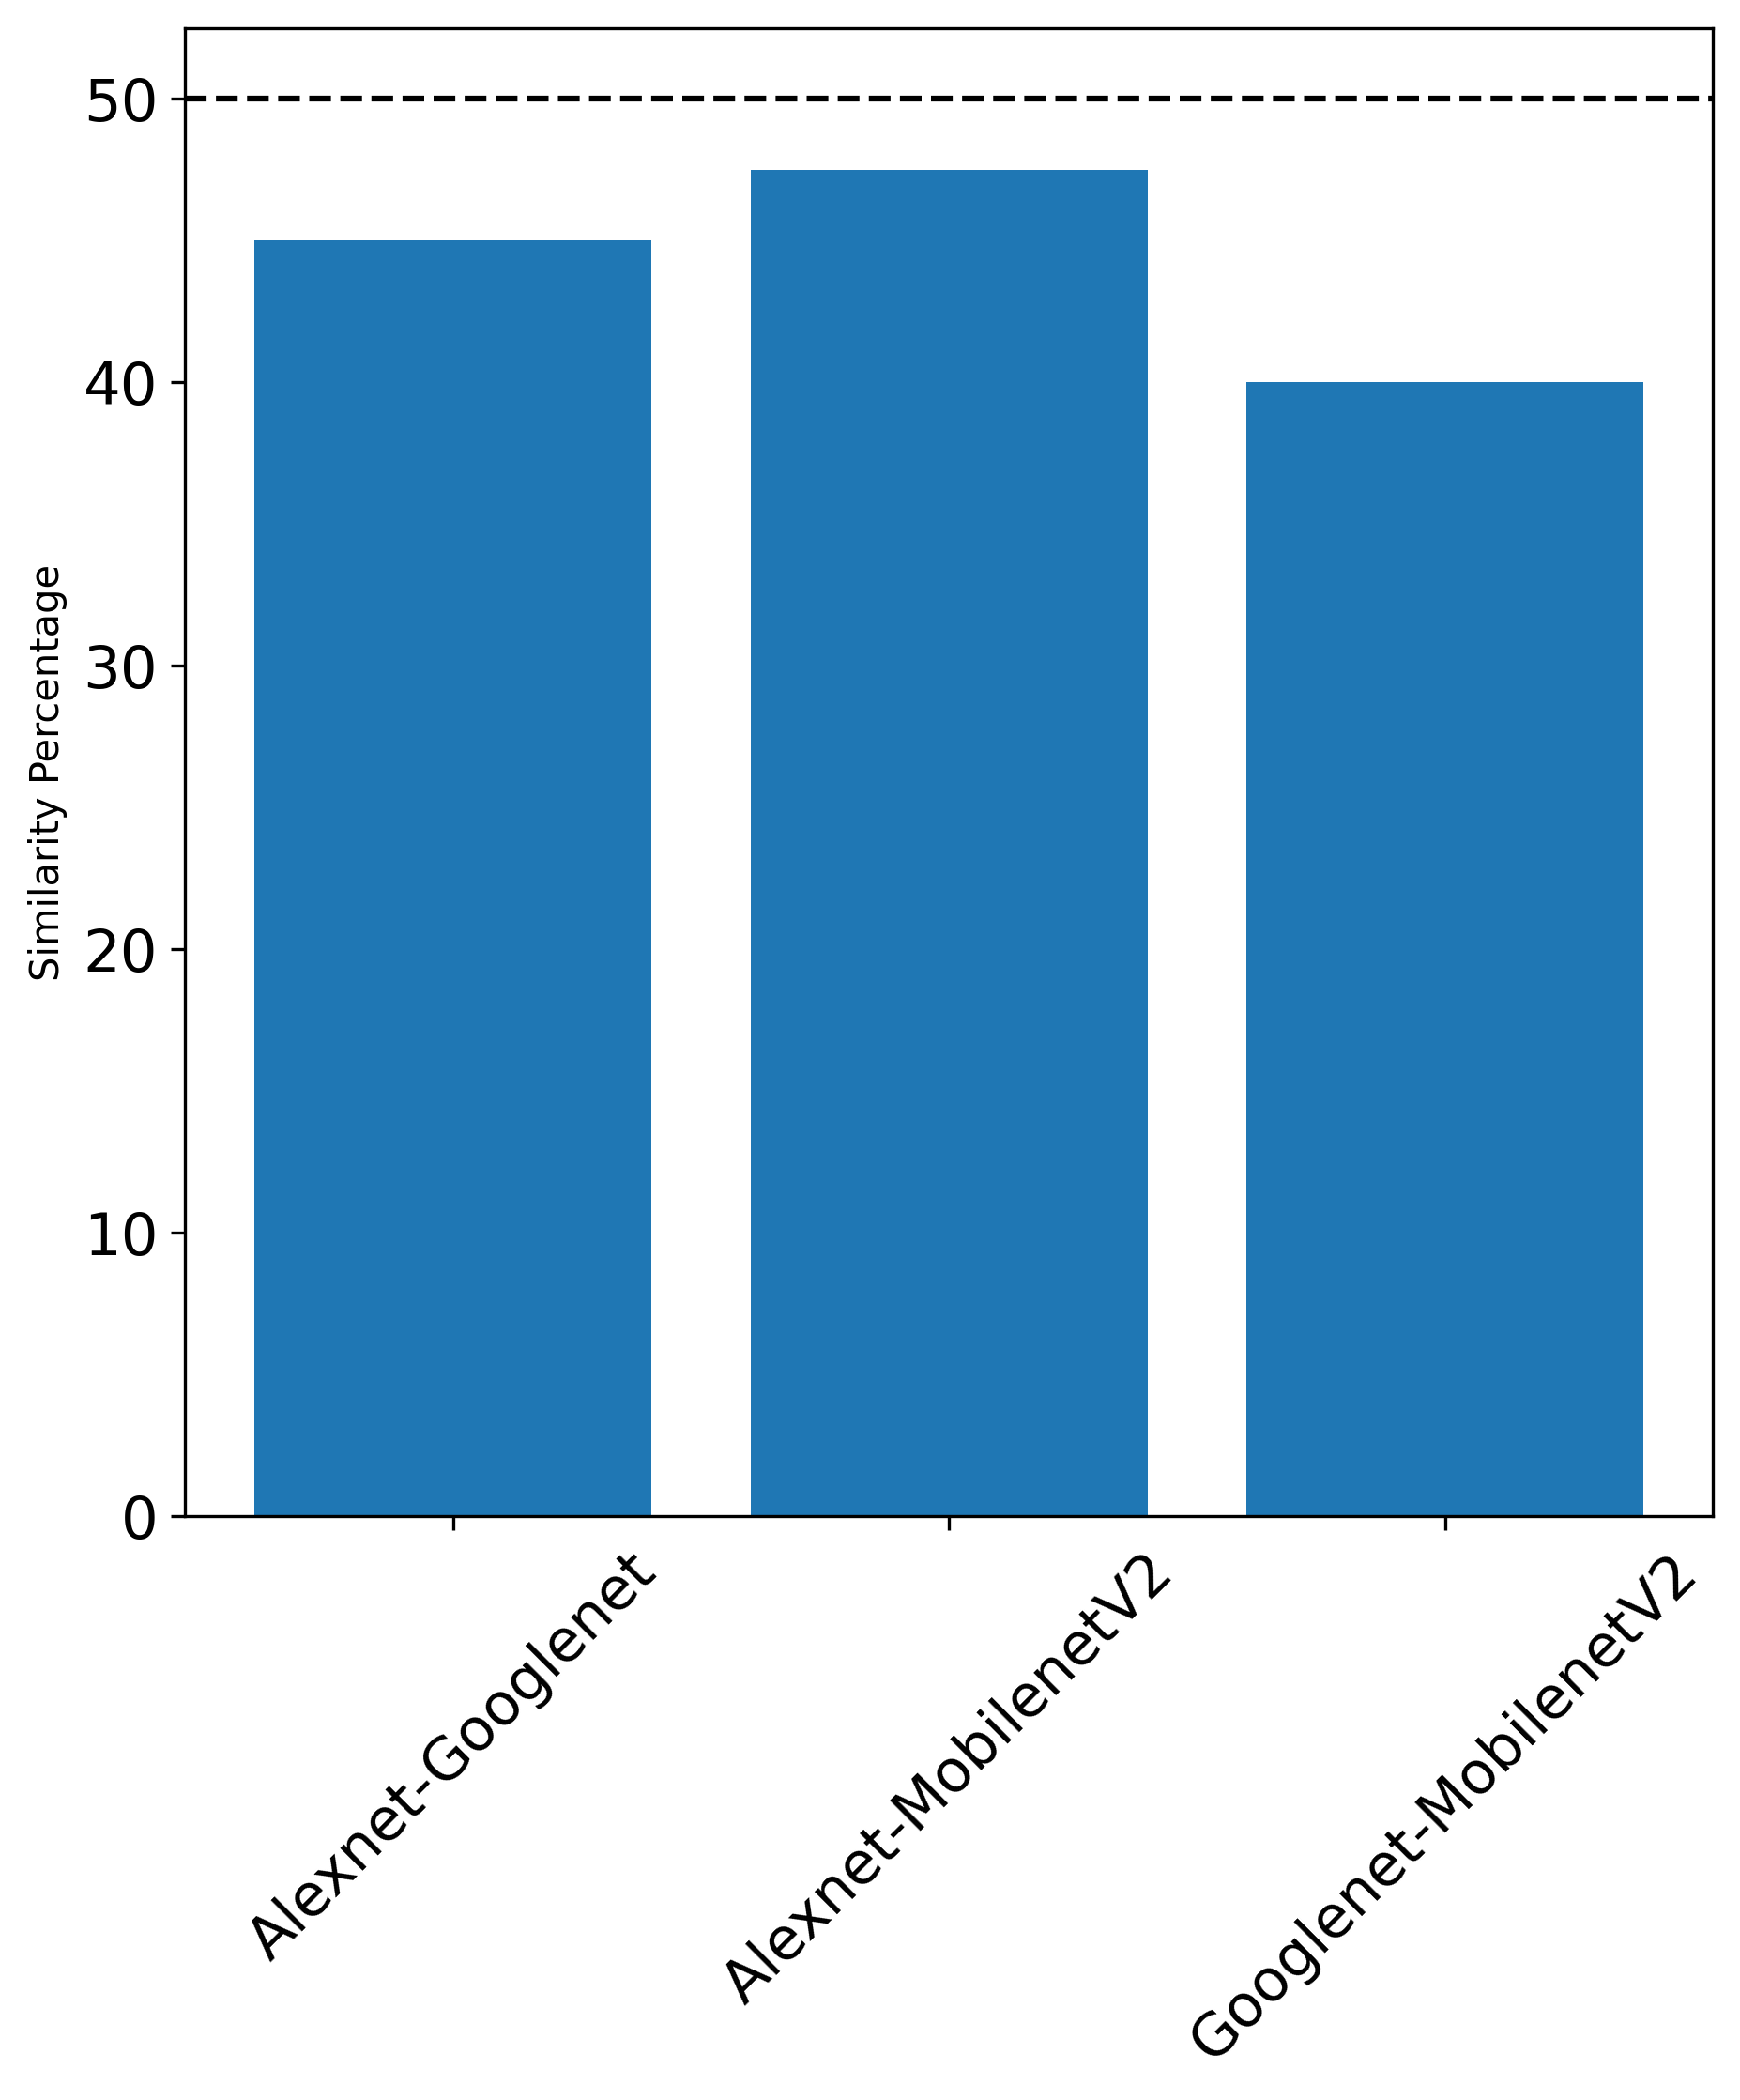 Similarity Percentage
50
40
30
20
10
0
Alexnet-Googlenet
Alexnet-MobilenetV2
Googlenet-MobilenetV2